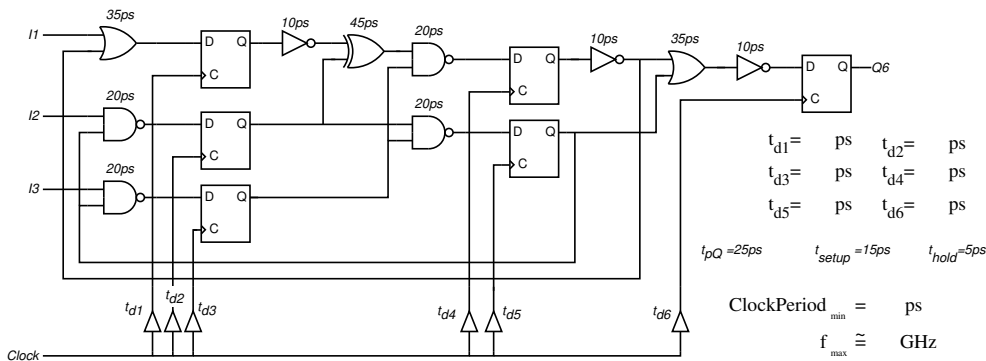 35ps 10ps 45ps 20ps 35ps 10ps
I1 D Q D Q D Q Q6
C C C
20ps 20ps
I2 D Q D Q
C C
20ps
I3 D Q
C
t_d1= ps t_d2= ps
t_d3= ps t_d4= ps
t_d5= ps t_d6= ps
t_pQ =25ps t_setup =15ps t_hold =5ps
t_d1 t_d2 t_d3 t_d4 t_d5 t_d6
ClockPeriod_min = ps
f_max ≅ GHz
Clock